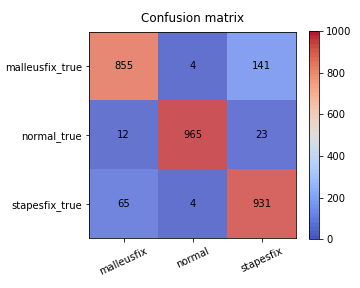 Confusion matrix
malleusfix_true 855 4 141
normal_true 12 965 23
stapesfix_true 65 4 931
malleusfix normal stapesfix
1000
800
600
400
200
0